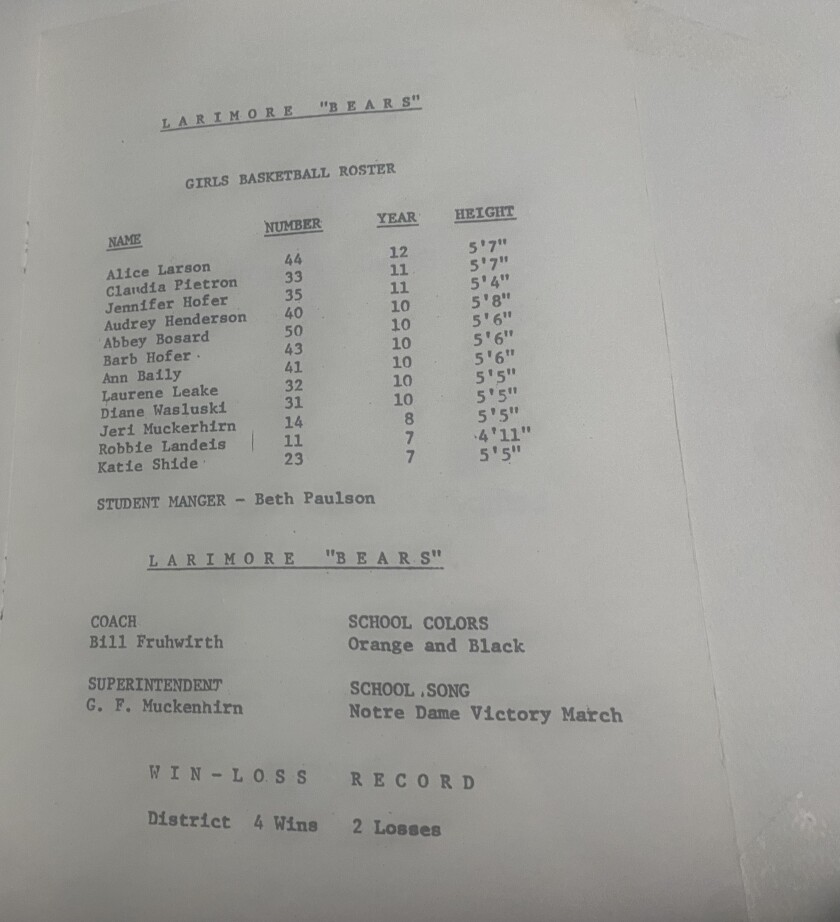 LARIMORE "BEARS"
GIRLS BASKETBALL ROSTER
NAME NUMBER YEAR HEIGHT
Alice Larson 44 12 5'7"
Claudia Pietron 33 11 5'7"
Jennifer Hofer 35 11 5'4"
Audrey Henderson 40 10 5'8"
Abbey Bosard 50 10 5'6"
Barb Hofer 43 10 5'6"
Ann Baily 41 10 5'6"
Laurene Leake 32 10 5'5"
Diane Wasluski 31 10 5'5"
Jeri Muckerhirn 14 8 5'5"
Robbie Landeis 11 7 4'11"
Katie Shide 23 7 5'5"
STUDENT MANGER - Beth Paulson
LARIMORE "BEARS"
COACH SCHOOL COLORS
Bill Fruhwirth Orange and Black
SUPERINTENDENT SCHOOL SONG
G. F. Muckenhirn Notre Dame Victory March
WIN-LOSS RECORD
District 4 Wins 2 Losses